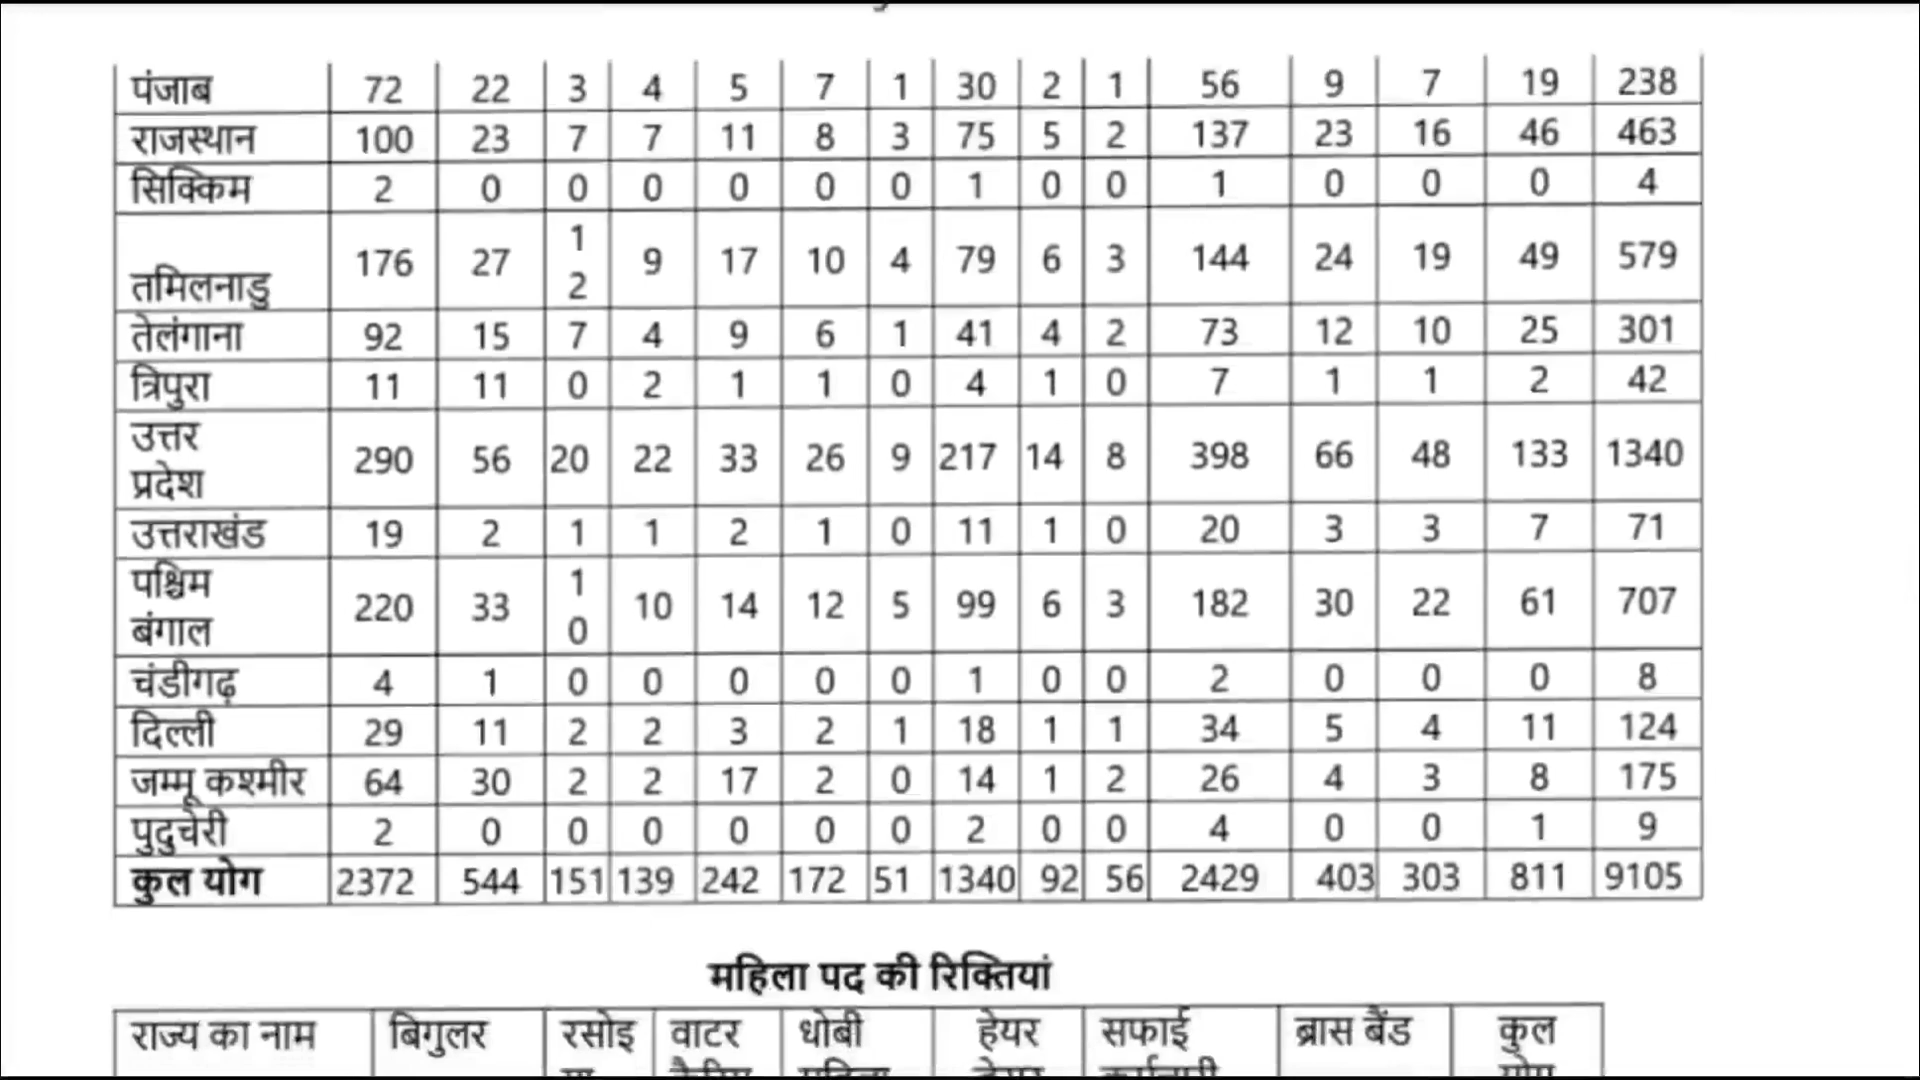 पंजाब 72 22 3 4 5 7 1 30 2 1 56 9 7 19 238
राजस्थान 100 23 7 7 11 8 3 75 5 2 137 23 16 46 463
सिक्किम 2 0 0 0 0 0 0 1 0 0 1 0 0 0 4
तमिलनाडु 176 27 12 9 17 10 4 79 6 3 144 24 19 49 579
तेलंगाना 92 15 7 4 9 6 1 41 4 2 73 12 10 25 301
त्रिपुरा 11 11 0 2 1 1 0 4 1 0 7 1 1 2 42
उत्तर प्रदेश 290 56 20 22 33 26 9 217 14 8 398 66 48 133 1340
उत्तराखंड 19 2 1 1 2 1 0 11 1 0 20 3 3 7 71
पश्चिम बंगाल 220 33 10 10 14 12 5 99 6 3 182 30 22 61 707
चंडीगढ़ 4 1 0 0 0 0 0 1 0 0 2 0 0 0 8
दिल्ली 29 11 2 2 3 2 1 18 1 1 34 5 4 11 124
जम्मू कश्मीर 64 30 2 2 17 2 0 14 1 2 26 4 3 8 175
पुदुचेरी 2 0 0 0 0 0 0 2 0 0 4 0 0 1 9
कुल योग 2372 544 151 139 242 172 51 1340 92 56 2429 403 303 811 9105
महिला पद की रिक्तियां
राज्य का नाम बिगुलर रसोइ वाटर धोबी हेयर सफाई ब्रास बैंड कुल